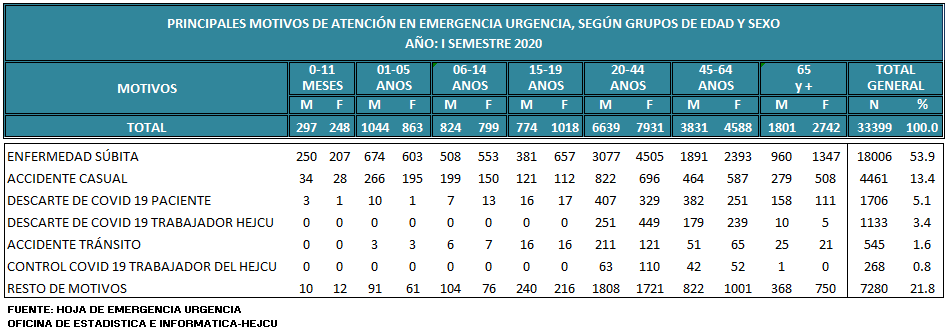 PRINCIPALES MOTIVOS DE ATENCIÓN EN EMERGENCIA URGENCIA, SEGÚN GRUPOS DE EDAD Y SEXO
AÑO: I SEMESTRE 2020
MOTIVOS 0-11 MESES 01-05 ANOS 06-14 ANOS 15-19 ANOS 20-44 ANOS 45-64 ANOS 65 y + TOTAL GENERAL
M F M F M F M F M F M F M F N %
TOTAL 297 248 1044 863 824 799 774 1018 6639 7931 3831 4588 1801 2742 33399 100.0
ENFERMEDAD SÚBITA 250 207 674 603 508 553 381 657 3077 4505 1891 2393 960 1347 18006 53.9
ACCIDENTE CASUAL 34 28 266 195 199 150 121 112 822 696 464 587 279 508 4461 13.4
DESCARTE DE COVID 19 PACIENTE 3 1 10 1 7 13 16 17 407 329 382 251 158 111 1706 5.1
DESCARTE DE COVID 19 TRABAJADOR HEJCU 0 0 0 0 0 0 0 0 251 449 179 239 10 5 1133 3.4
ACCIDENTE TRÁNSITO 0 0 3 3 6 7 16 16 211 121 51 65 25 21 545 1.6
CONTROL COVID 19 TRABAJADOR DEL HEJCU 0 0 0 0 0 0 0 0 63 110 42 52 1 0 268 0.8
RESTO DE MOTIVOS 10 12 91 61 104 76 240 216 1808 1721 822 1001 368 750 7280 21.8
FUENTE: HOJA DE EMERGENCIA URGENCIA
OFICINA DE ESTADISTICA E INFORMATICA-HEJCU